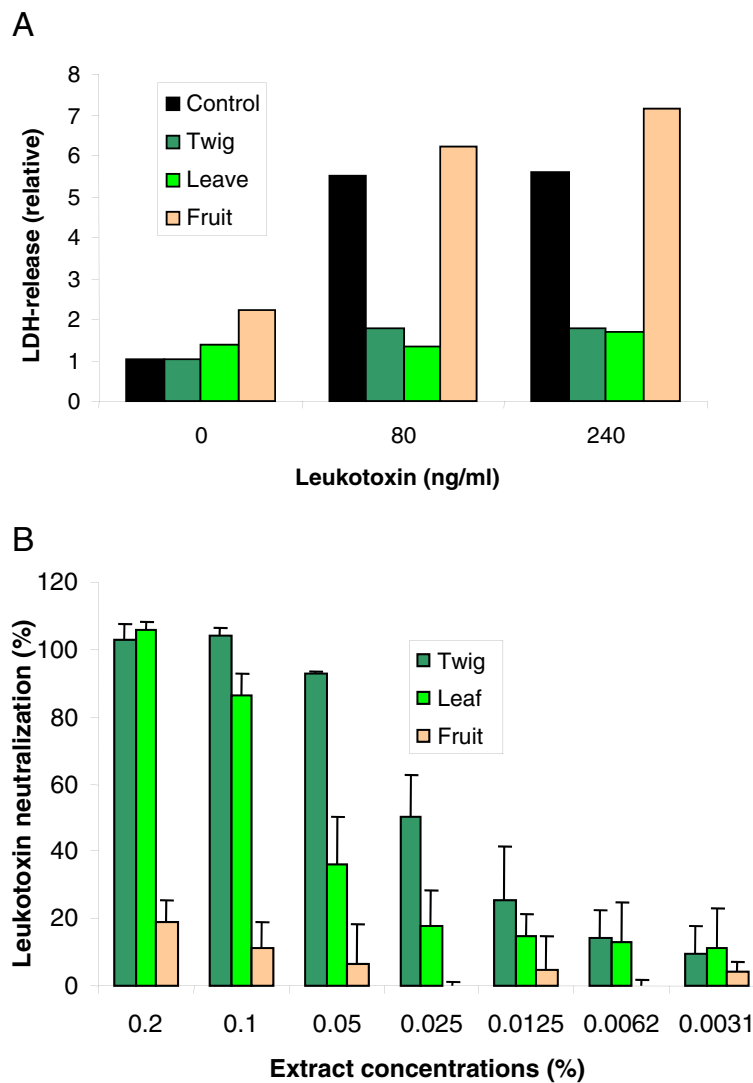 A
LDH-release (relative)
8
7
6
5
4
3
2
1
0
Control
Twig
Leave
Fruit
0 80 240
Leukotoxin (ng/ml)
B
Leukotoxin neutralization (%)
120
100
80
60
40
20
0
Twig
Leaf
Fruit
0.2 0.1 0.05 0.025 0.0125 0.0062 0.0031
Extract concentrations (%)